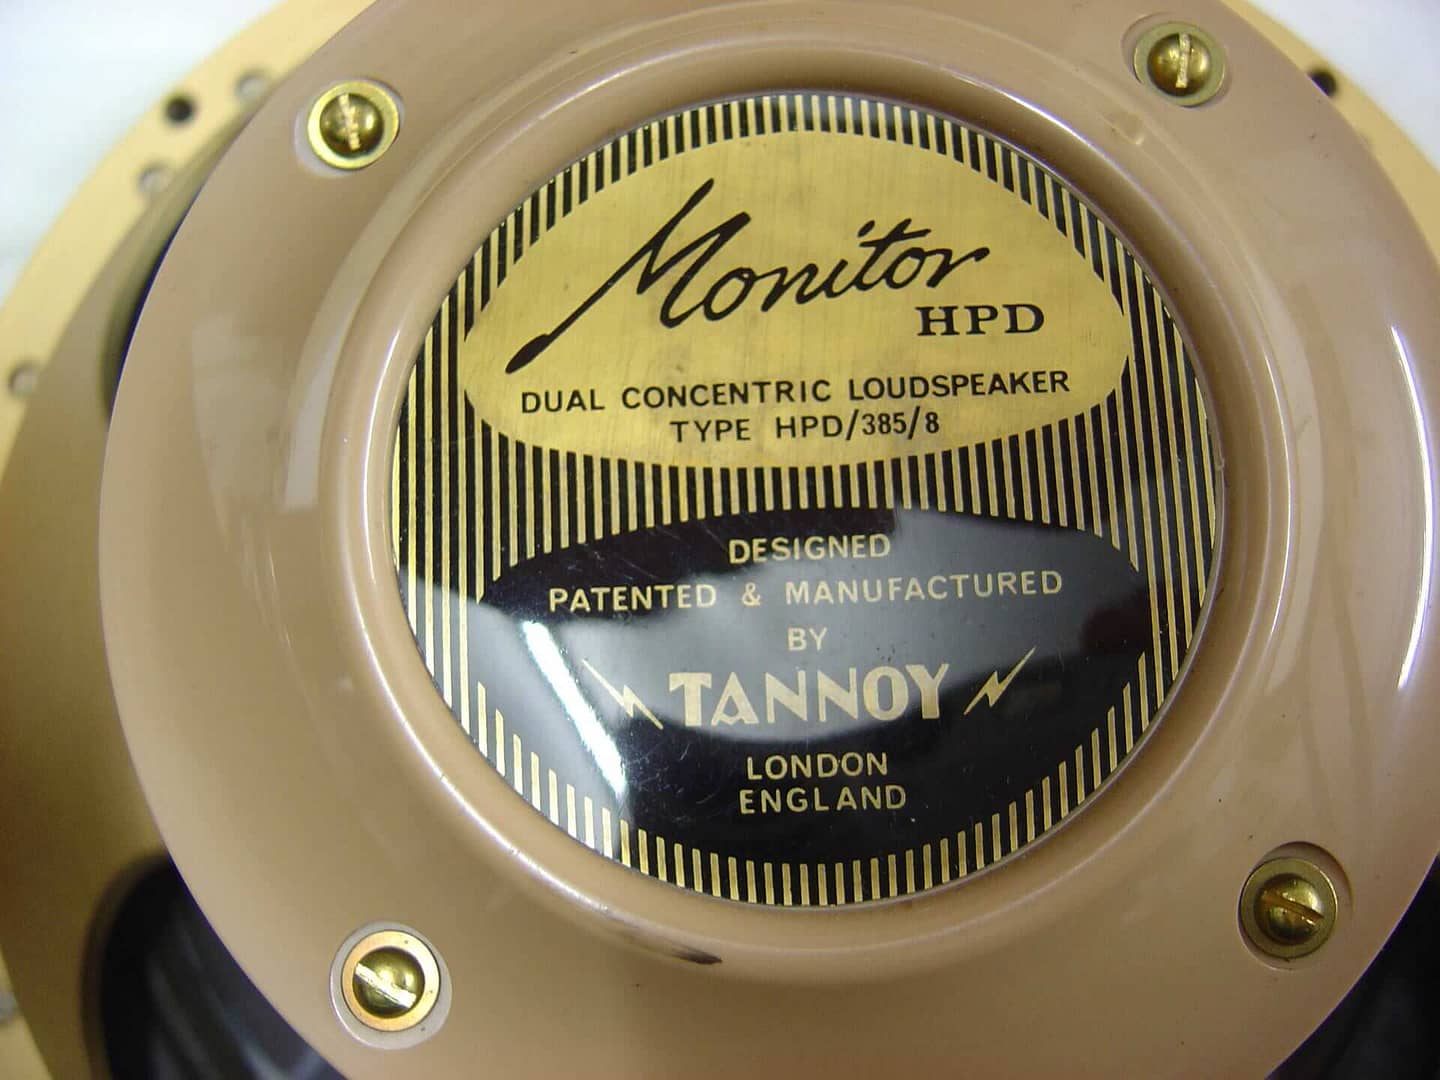 Monitor
HPD
DUAL CONCENTRIC LOUDSPEAKER
TYPE HPD/385/8
DESIGNED
PATENTED & MANUFACTURED
BY
TANNOY
LONDON
ENGLAND